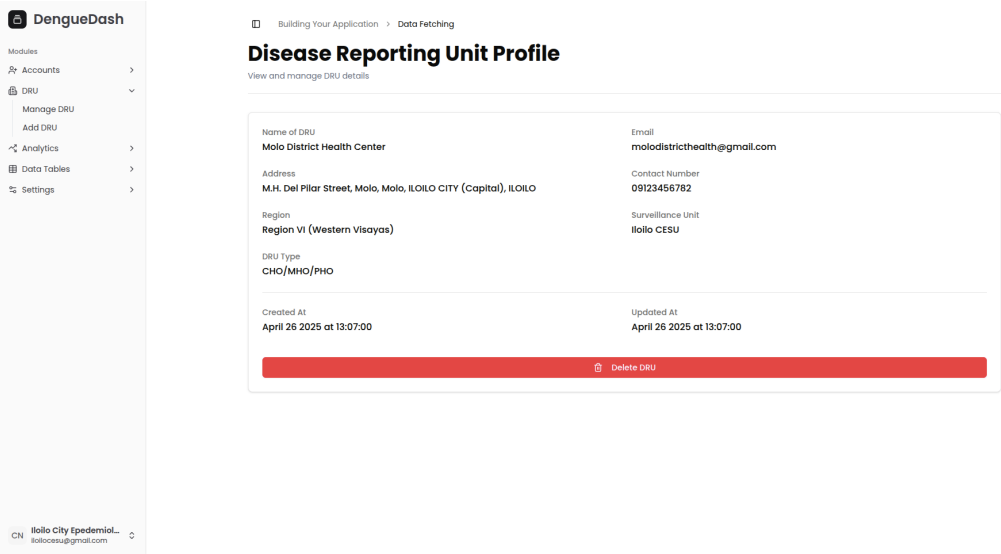 DengueDash
Modules
Accounts
DRU
Manage DRU
Add DRU
Analytics
Data Tables
Settings
CN
Iloilo City Epedemiol...
iloilocesu@gmail.com
Building Your Application > Data Fetching
Disease Reporting Unit Profile
View and manage DRU details
Name of DRU
Molo District Health Center
Email
molodistricthealth@gmail.com
Address
M.H. Del Pilar Street, Molo, Molo, ILOILO CITY (Capital), ILOILO
Contact Number
09123456782
Region
Region VI (Western Visayas)
Surveillance Unit
Iloilo CESU
DRU Type
CHO/MHO/PHO
Created At
April 26 2025 at 13:07:00
Updated At
April 26 2025 at 13:07:00
Delete DRU